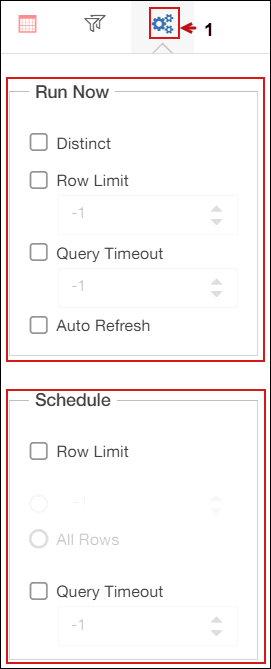 1
Run Now
Distinct
Row Limit
-1
Query Timeout
-1
Auto Refresh
Schedule
Row Limit
-1
All Rows
Query Timeout
-1